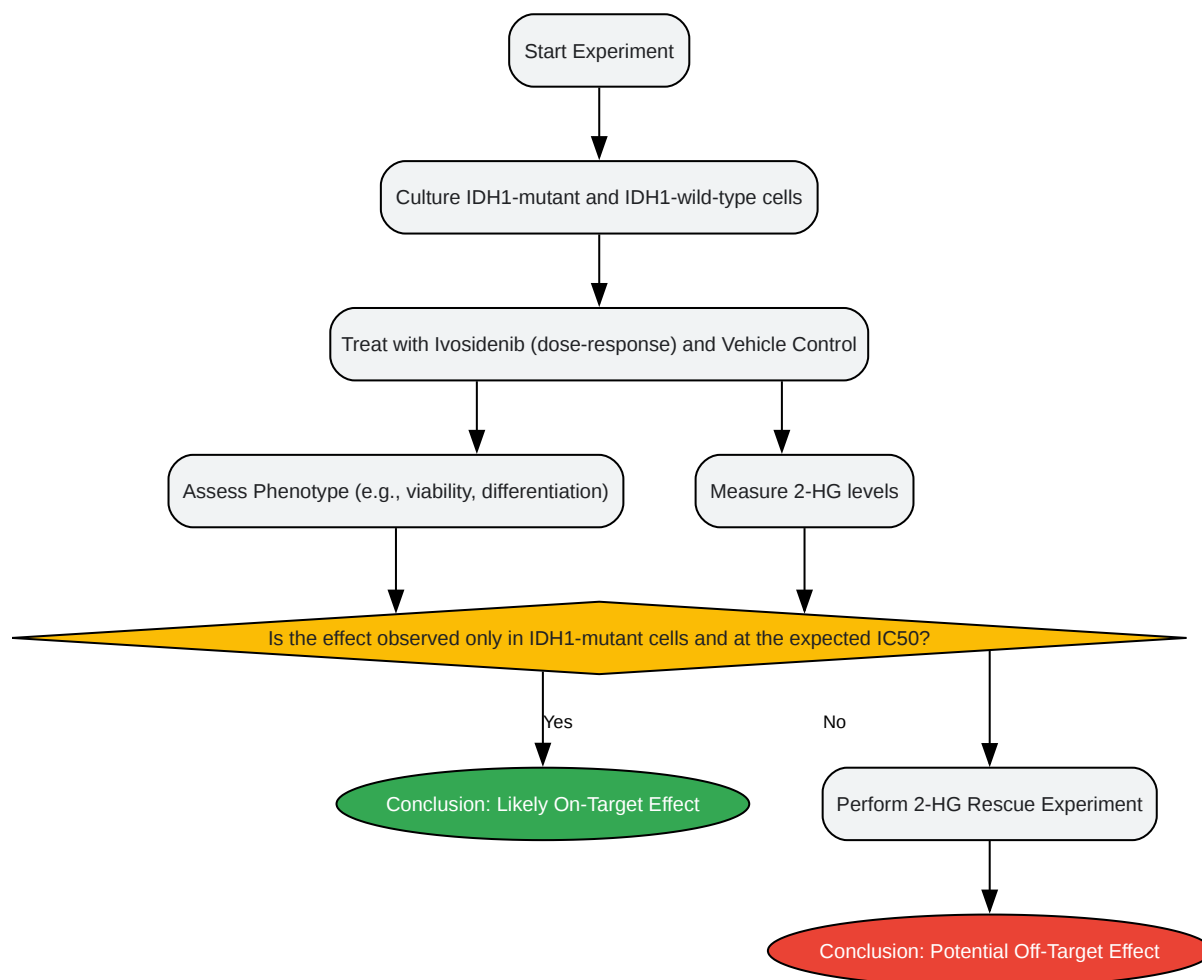 Start Experiment
Culture IDH1-mutant and IDH1-wild-type cells
Treat with Ivosidenib (dose-response) and Vehicle Control
Assess Phenotype (e.g., viability, differentiation)
Measure 2-HG levels
Is the effect observed only in IDH1-mutant cells and at the expected IC50?
Yes
No
Conclusion: Likely On-Target Effect
Perform 2-HG Rescue Experiment
Conclusion: Potential Off-Target Effect